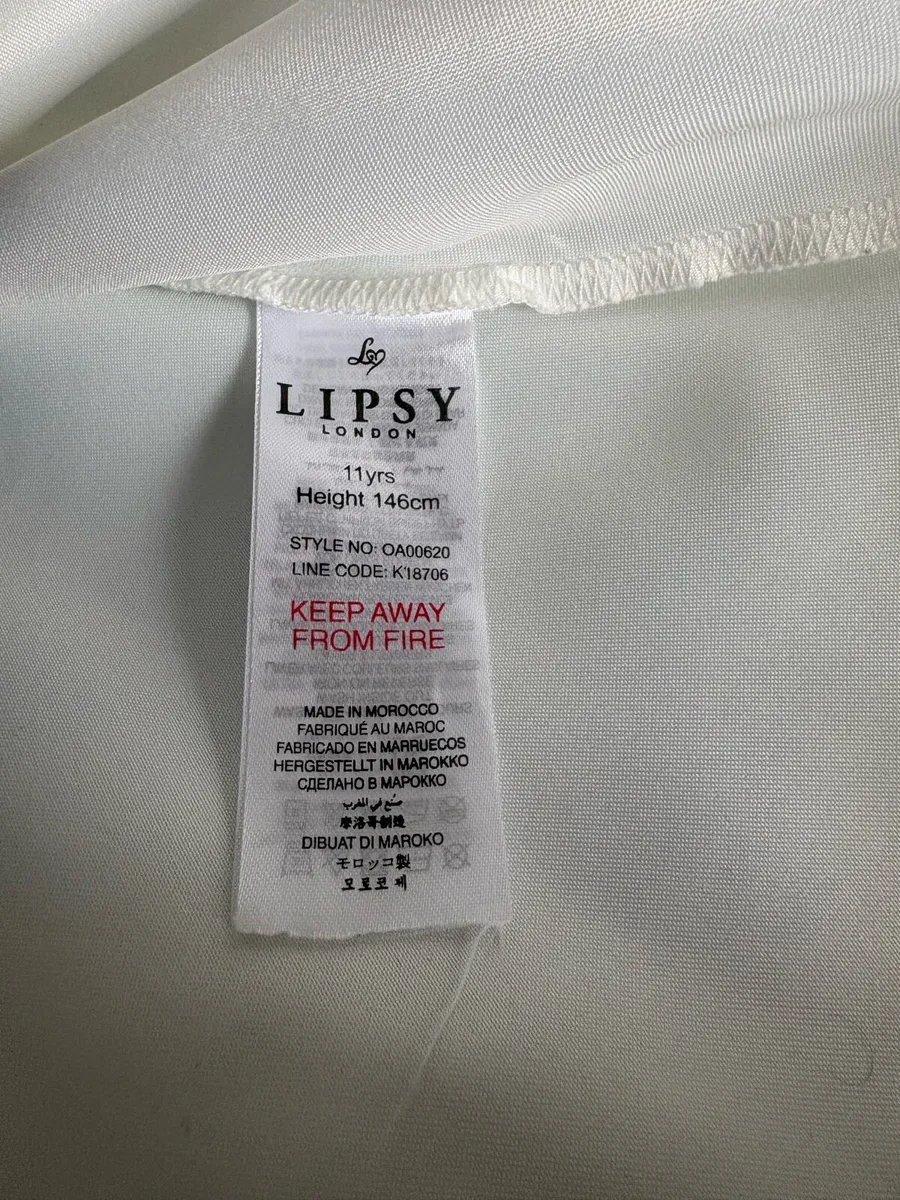 LIPSY
LONDON
11yrs
Height 146cm
STYLE NO: OA00620
LINE CODE: K18706
KEEP AWAY
FROM FIRE
MADE IN MOROCCO
FABRIQUÉ AU MAROC
FABRICADO EN MARRUECOS
HERGESTELLT IN MAROKKO
СДЕЛАНО В МАРОККО
صُنع في المغرب
摩洛哥制造
DIBUAT DI MAROKO
モロッコ製
모로코 제